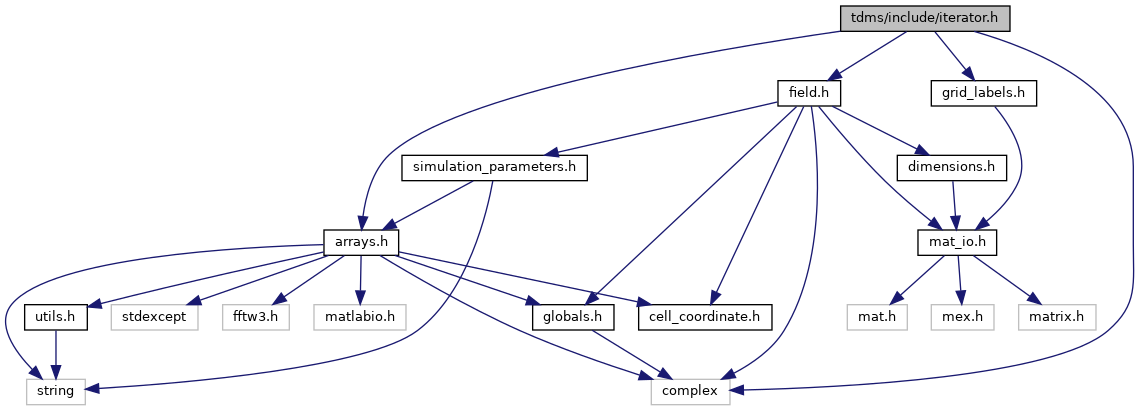 tdms/include/iterator.h
field.h
grid_labels.h
simulation_parameters.h
dimensions.h
arrays.h
mat_io.h
utils.h
stdexcept
fftw3.h
matlabio.h
globals.h
cell_coordinate.h
mat.h
mex.h
matrix.h
string
complex